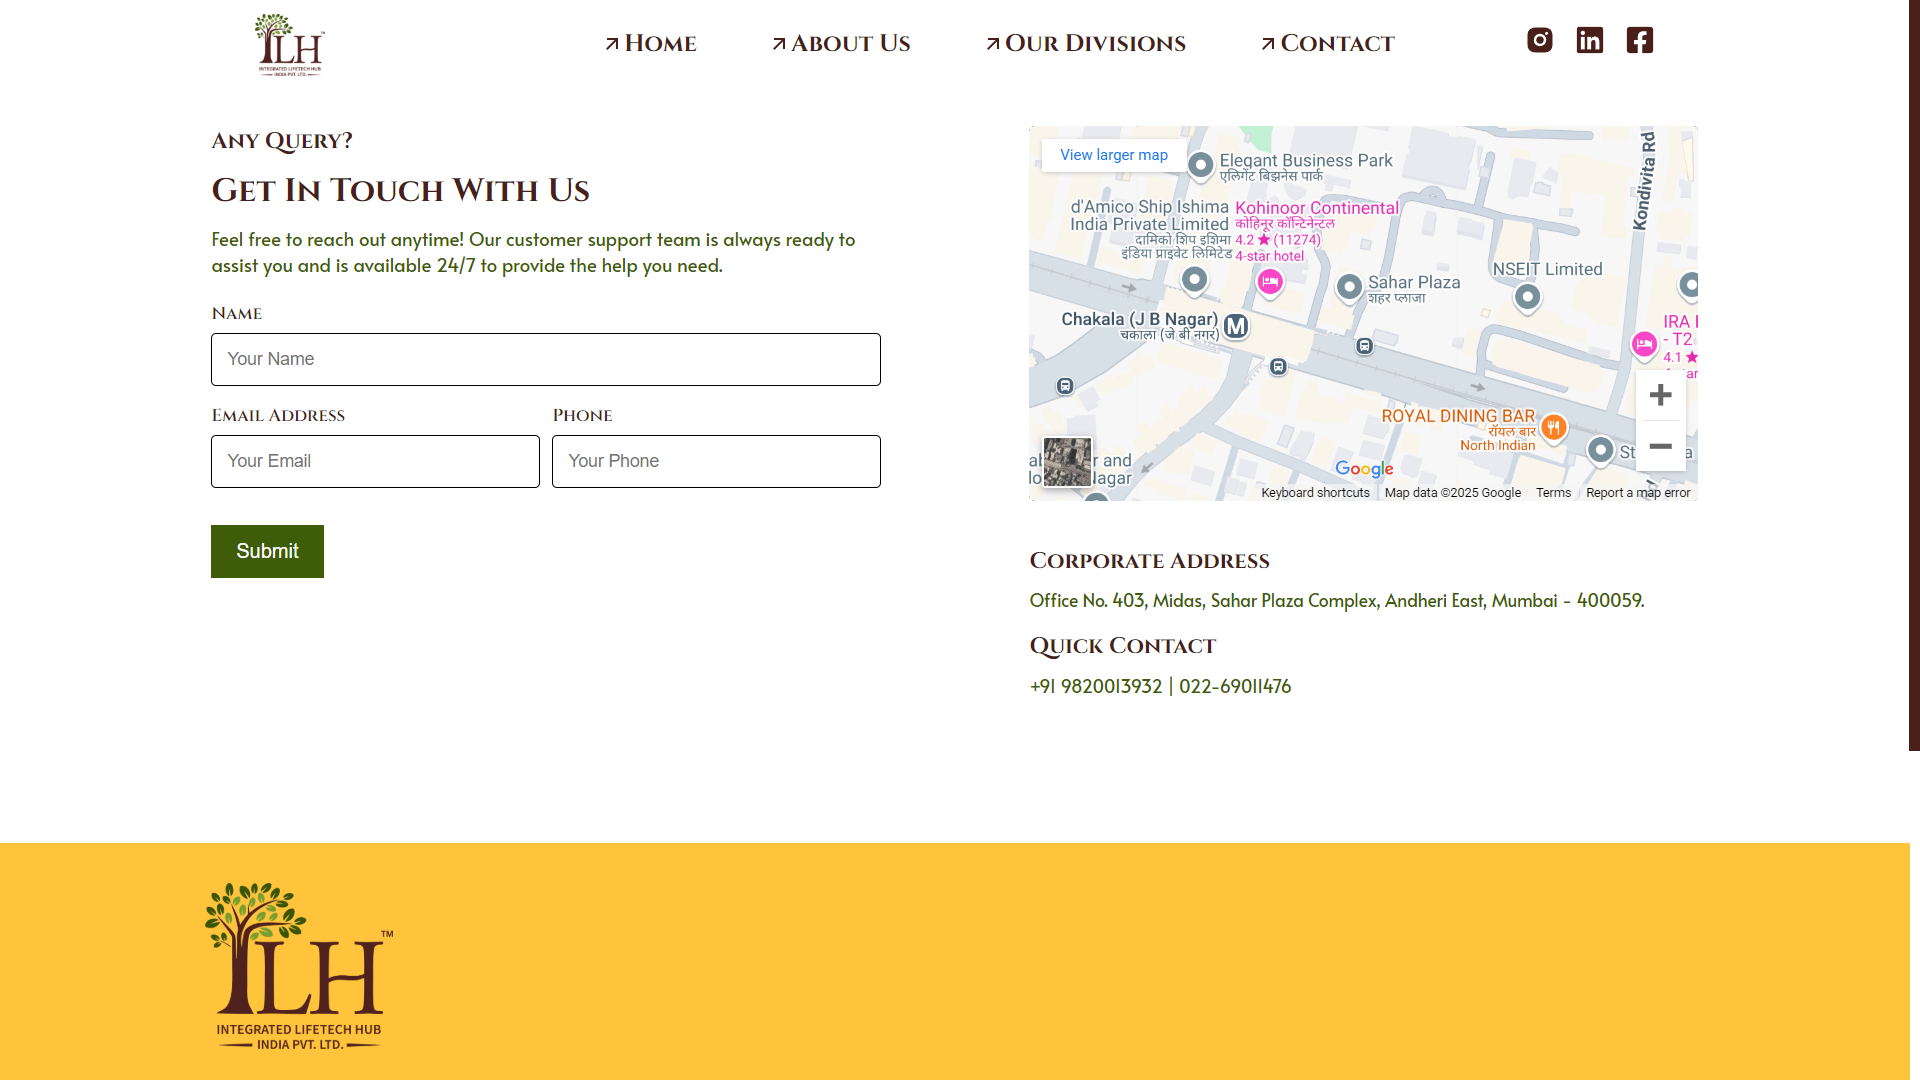 ILH
TM
INTEGRATED LIFETECH HUB
INDIA PVT. LTD.
Home
About Us
Our Divisions
Contact
Any Query?
Get In Touch With Us
Feel free to reach out anytime! Our customer support team is always ready to
assist you and is available 24/7 to provide the help you need.
Name
Your Name
Email Address
Phone
Your Email
Your Phone
Submit
View larger map
Elegant Business Park
एलिगेंट बिझनेस पार्क
Kondivita Rd
d'Amico Ship Ishima
India Private Limited
दामिको शिप इशिमा
इंडिया प्राइवेट लिमिटेड
Kohinoor Continental
कोहिनूर कॉन्टिनेन्टल
4.2 ★ (11274)
4-star hotel
Sahar Plaza
शहर प्लाजा
NSEIT Limited
Chakala (J B Nagar)
चकाला (जे बी नगर)
M
IRA
- T2
4.1 ★
ROYAL DINING BAR
रॉयल बार
North Indian
r and
Nagar
St
Google
Keyboard shortcuts
Map data ©2025 Google
Terms
Report a map error
Corporate Address
Office No. 403, Midas, Sahar Plaza Complex, Andheri East, Mumbai - 400059.
Quick Contact
+91 9820013932 | 022-69011476
ILH
TM
INTEGRATED LIFETECH HUB
INDIA PVT. LTD.